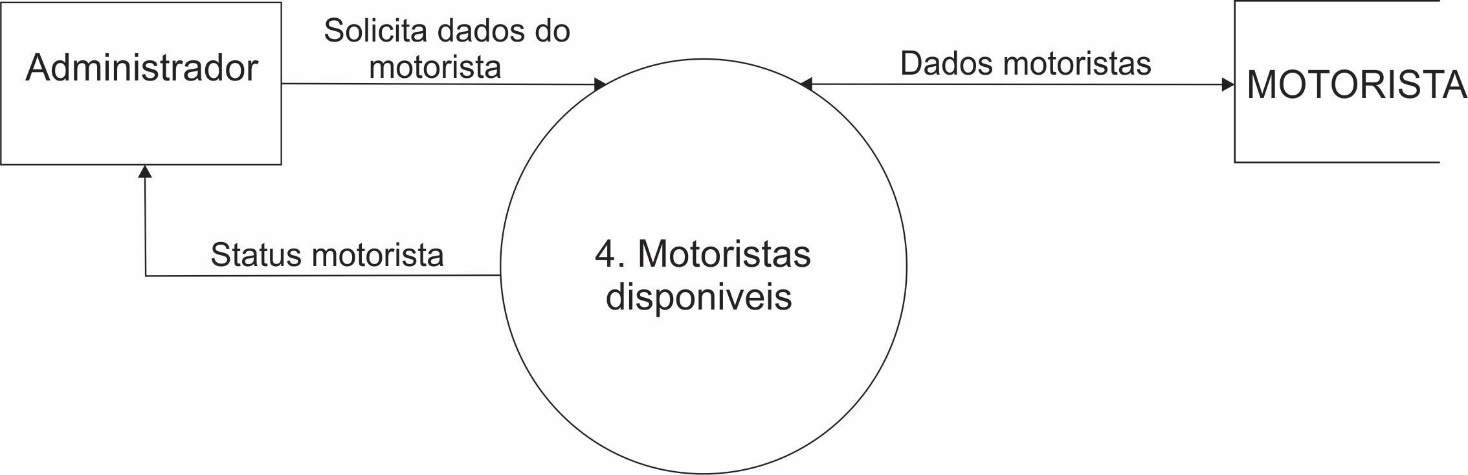 Administrador
Solicita dados do
motorista
Dados motoristas
MOTORISTA
Status motorista
4. Motoristas
disponiveis